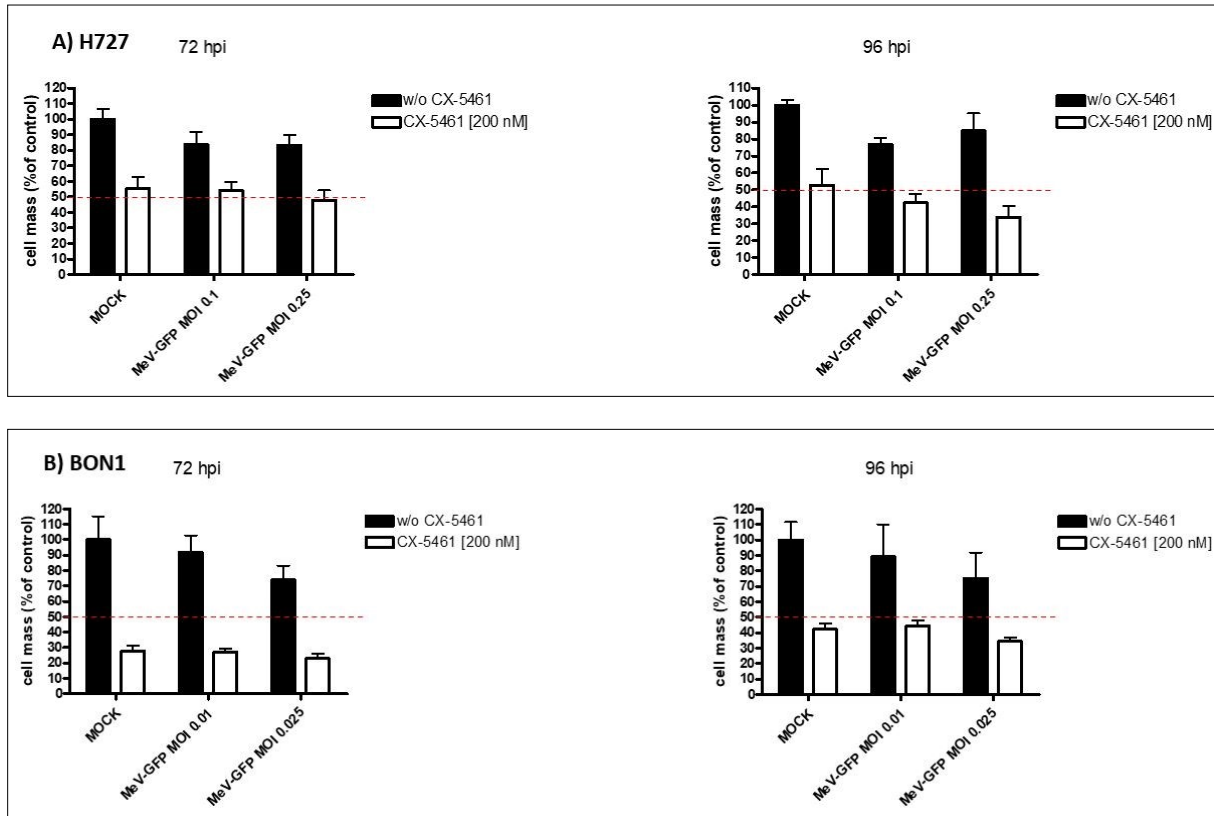 A) H727
72 hpi
96 hpi
120
110
100
90
80
70
60
50
40
30
20
10
0
cell mass (%of control)
w/o CX-5461
CX-5461 [200 nM]
MOCK
MeV-GFP MOI 0.1
MeV-GFP MOI 0.25
110
100
90
80
70
60
50
40
30
20
10
0
cell mass (%of control)
w/o CX-5461
CX-5461 [200 nM]
MOCK
MeV-GFP MOI 0.1
MeV-GFP MOI 0.25
B) BON1
72 hpi
96 hpi
120
110
100
90
80
70
60
50
40
30
20
10
0
cell mass (%of control)
w/o CX-5461
CX-5461 [200 nM]
MOCK
MeV-GFP MOI 0.01
MeV-GFP MOI 0.025
120
110
100
90
80
70
60
50
40
30
20
10
0
cell mass (%of control)
w/o CX-5461
CX-5461 [200 nM]
MOCK
MeV-GFP MOI 0.01
MeV-GFP MOI 0.025